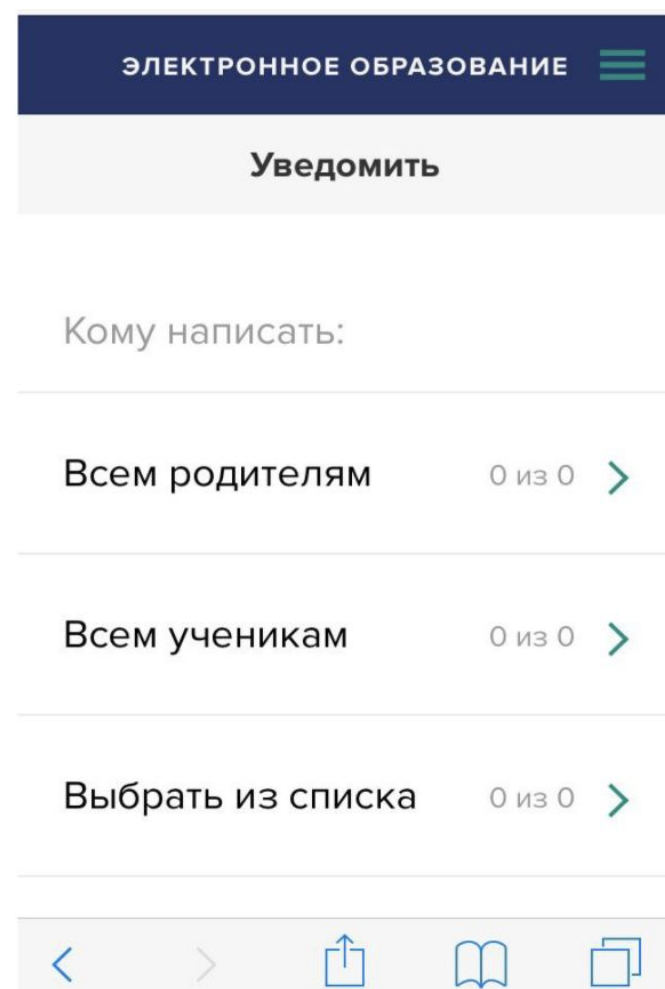 ЭЛЕКТРОННОЕ ОБРАЗОВАНИЕ
Уведомить
Кому написать:
Всем родителям 0 из 0
Всем ученикам 0 из 0
Выбрать из списка 0 из 0